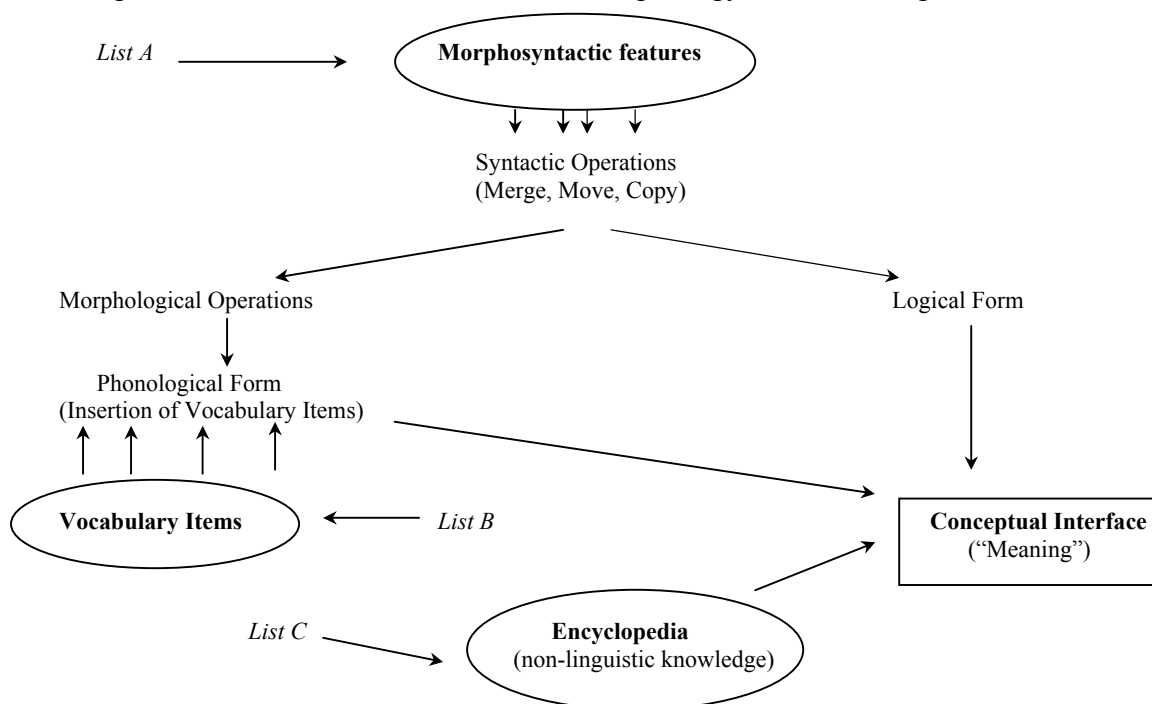 List A
Morphosyntactic features
Syntactic Operations
(Merge, Move, Copy)
Morphological Operations
Logical Form
Phonological Form
(Insertion of Vocabulary Items)
Vocabulary Items
List B
Conceptual Interface
(“Meaning”)
List C
Encyclopedia
(non-linguistic knowledge)